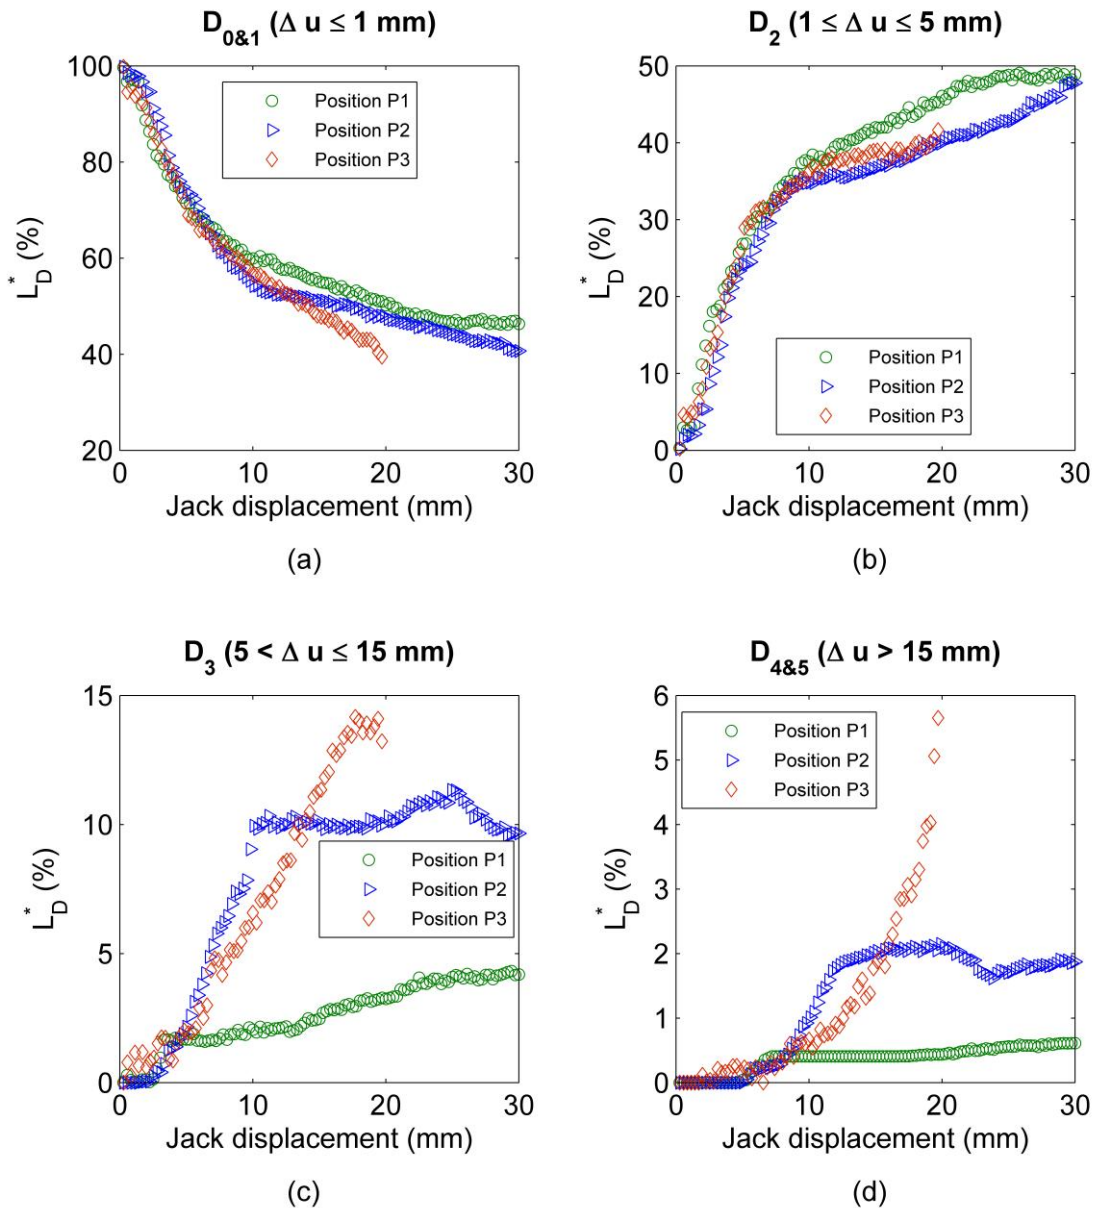 D0&1 (Δ u ≤ 1 mm)
100
80
60
40
20
L*D (%)
Position P1
Position P2
Position P3
0 10 20 30
Jack displacement (mm)
(a)
D2 (1 ≤ Δ u ≤ 5 mm)
50
40
30
20
10
0
L*D (%)
Position P1
Position P2
Position P3
0 10 20 30
Jack displacement (mm)
(b)
D3 (5 < Δ u ≤ 15 mm)
15
10
5
0
L*D (%)
Position P1
Position P2
Position P3
0 10 20 30
Jack displacement (mm)
(c)
D4&5 (Δ u > 15 mm)
6
5
4
3
2
1
0
L*D (%)
Position P1
Position P2
Position P3
0 10 20 30
Jack displacement (mm)
(d)